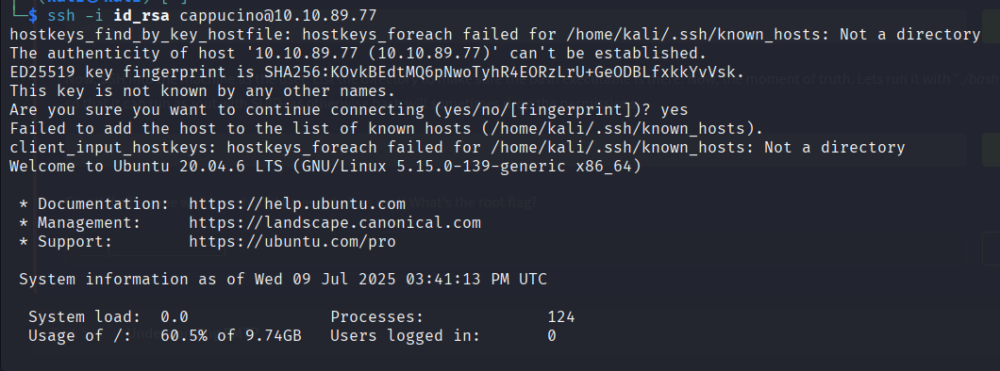 $ ssh -i id_rsa cappucino@10.10.89.77
hostkeys_find_by_key_hostfile: hostkeys_foreach failed for /home/kali/.ssh/known_hosts: Not a directory
The authenticity of host '10.10.89.77 (10.10.89.77)' can't be established.
ED25519 key fingerprint is SHA256:KOvkBEdtMQ6pNwoTyhR4EORzLrU+GeODBLfxkkYvVsk.
This key is not known by any other names.
Are you sure you want to continue connecting (yes/no/[fingerprint])? yes
Failed to add the host to the list of known hosts (/home/kali/.ssh/known_hosts).
client_input_hostkeys: hostkeys_foreach failed for /home/kali/.ssh/known_hosts: Not a directory
Welcome to Ubuntu 20.04.6 LTS (GNU/Linux 5.15.0-139-generic x86_64)
* Documentation: https://help.ubuntu.com
What's the root flag?
* Management: https://landscape.canonical.com
* Support: https://ubuntu.com/pro
System information as of Wed 09 Jul 2025 03:41:13 PM UTC
System load: 0.0 Processes: 124
Usage of /: 60.5% of 9.74GB Users logged in: 0